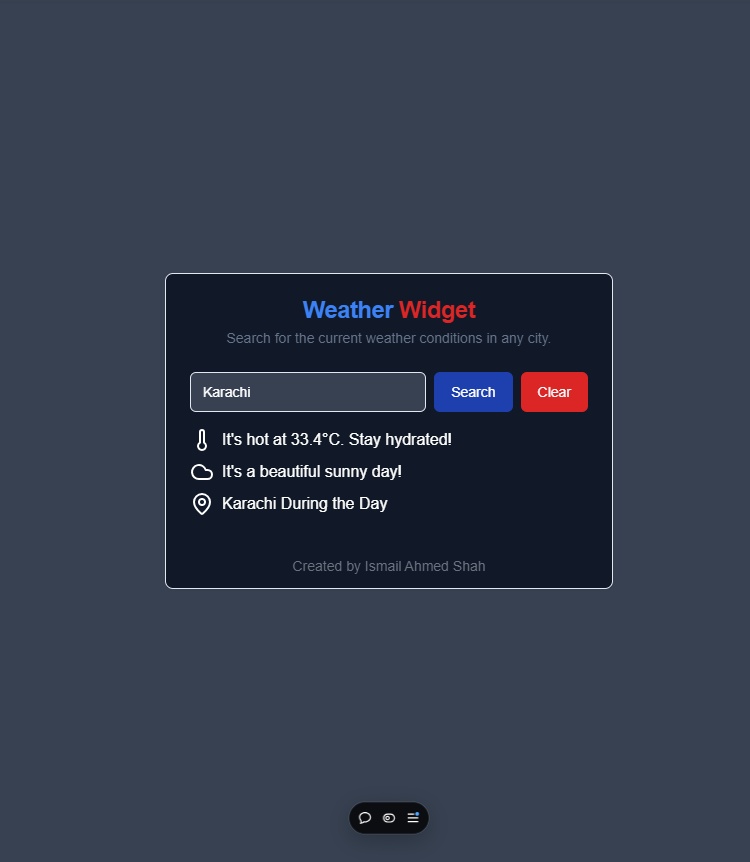 Weather Widget
Search for the current weather conditions in any city.
Karachi
Search
Clear
It's hot at 33.4°C. Stay hydrated!
It's a beautiful sunny day!
Karachi During the Day
Created by Ismail Ahmed Shah